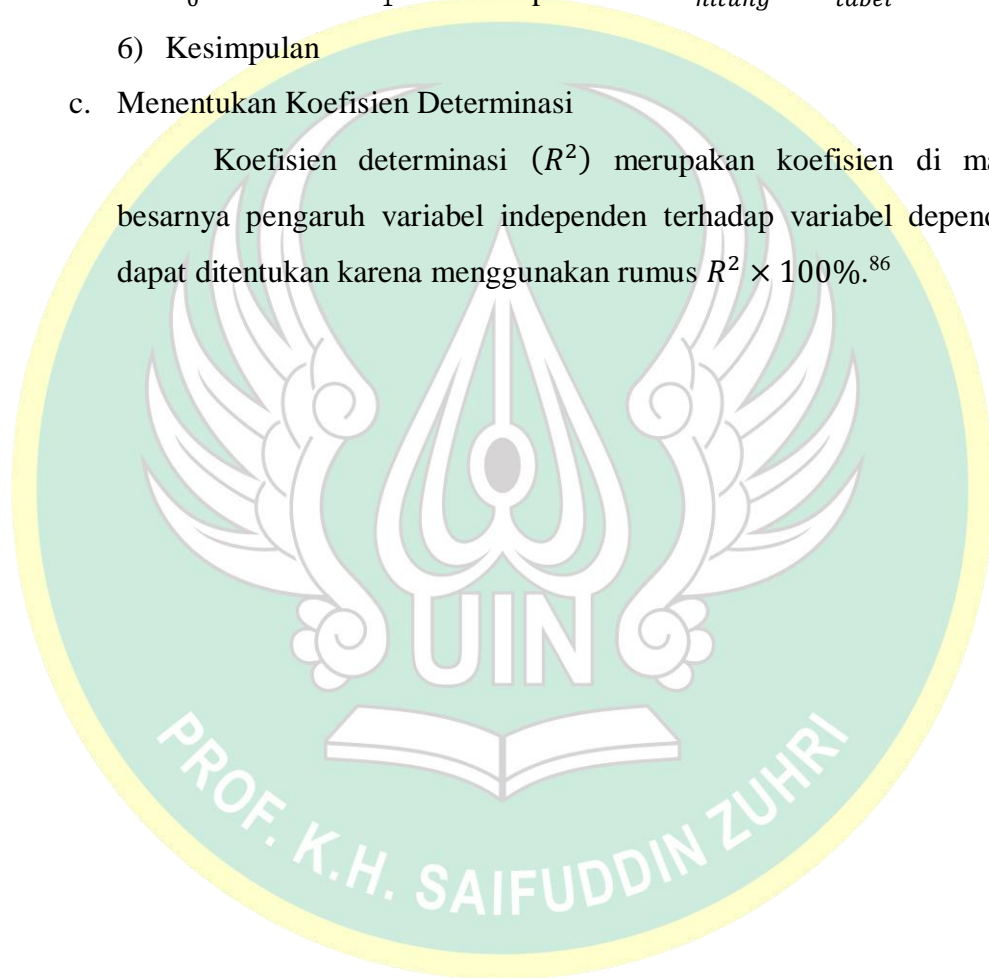 6) Kesimpulan
c. Menentukan Koefisien Determinasi
Koefisien determinasi (𝑅²) merupakan koefisien di
besarnya pengaruh variabel independen terhadap variabel
dapat ditentukan karena menggunakan rumus 𝑅² × 100%.⁸⁶
UIN
PROF. K.H. SAIFUDDIN ZUHRI